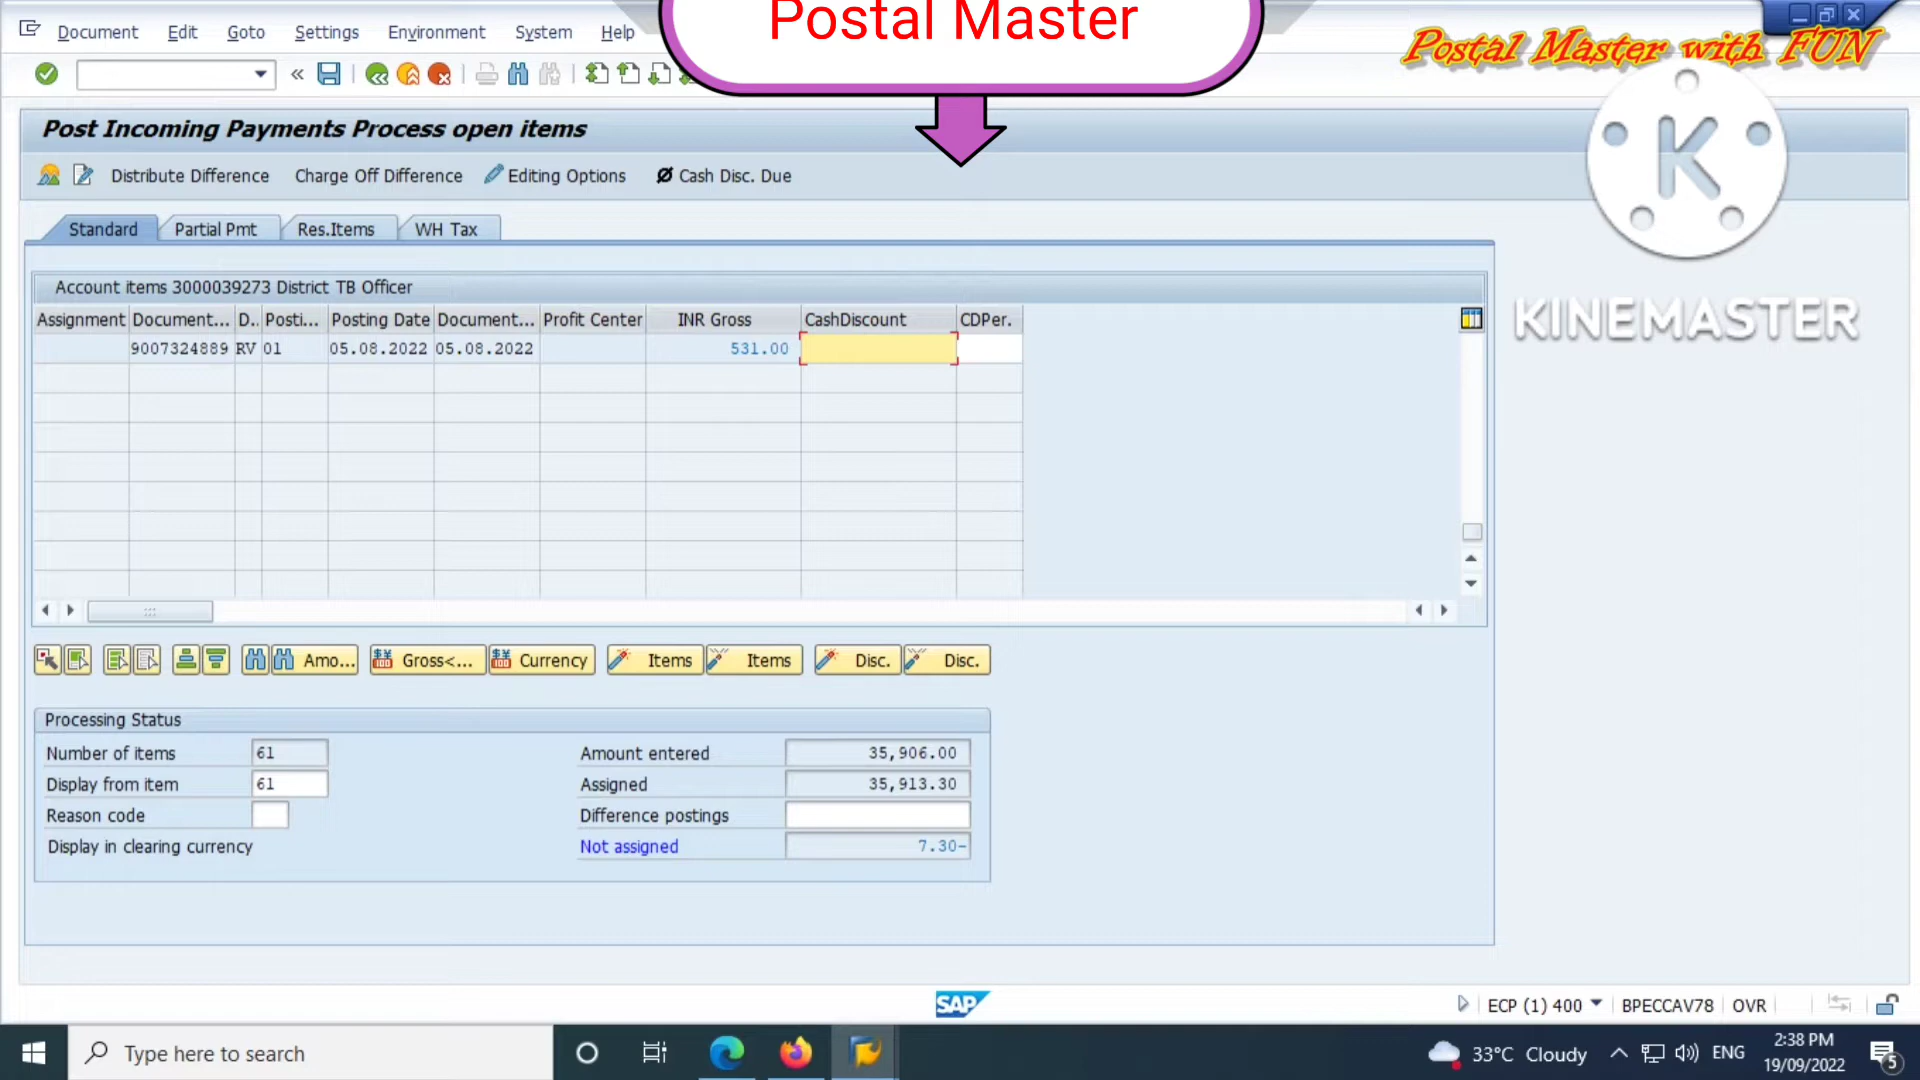 Postal Master
Document Edit Goto Settings Environment System Help
Postal Master with FUN
«
Post Incoming Payments Process open items
Distribute Difference Charge Off Difference Editing Options Cash Disc. Due
K
KINEMASTER
Standard Partial Pmt Res.Items WH Tax
Account items 3000039273 District TB Officer
Assignment Document... D.. Posti... Posting Date Document... Profit Center INR Gross CashDiscount CDPer.
9007324889 RV 01 05.08.2022 05.08.2022 531.00
Amo... Gross<... Currency Items Items Disc. Disc.
Processing Status
Number of items 61 Amount entered 35,906.00
Display from item 61 Assigned 35,913.30
Reason code Difference postings
Display in clearing currency Not assigned 7.30-
SAP
ECP (1) 400 BPECCAV78 OVR
Type here to search 33°C Cloudy ENG 2:38 PM
19/09/2022 5